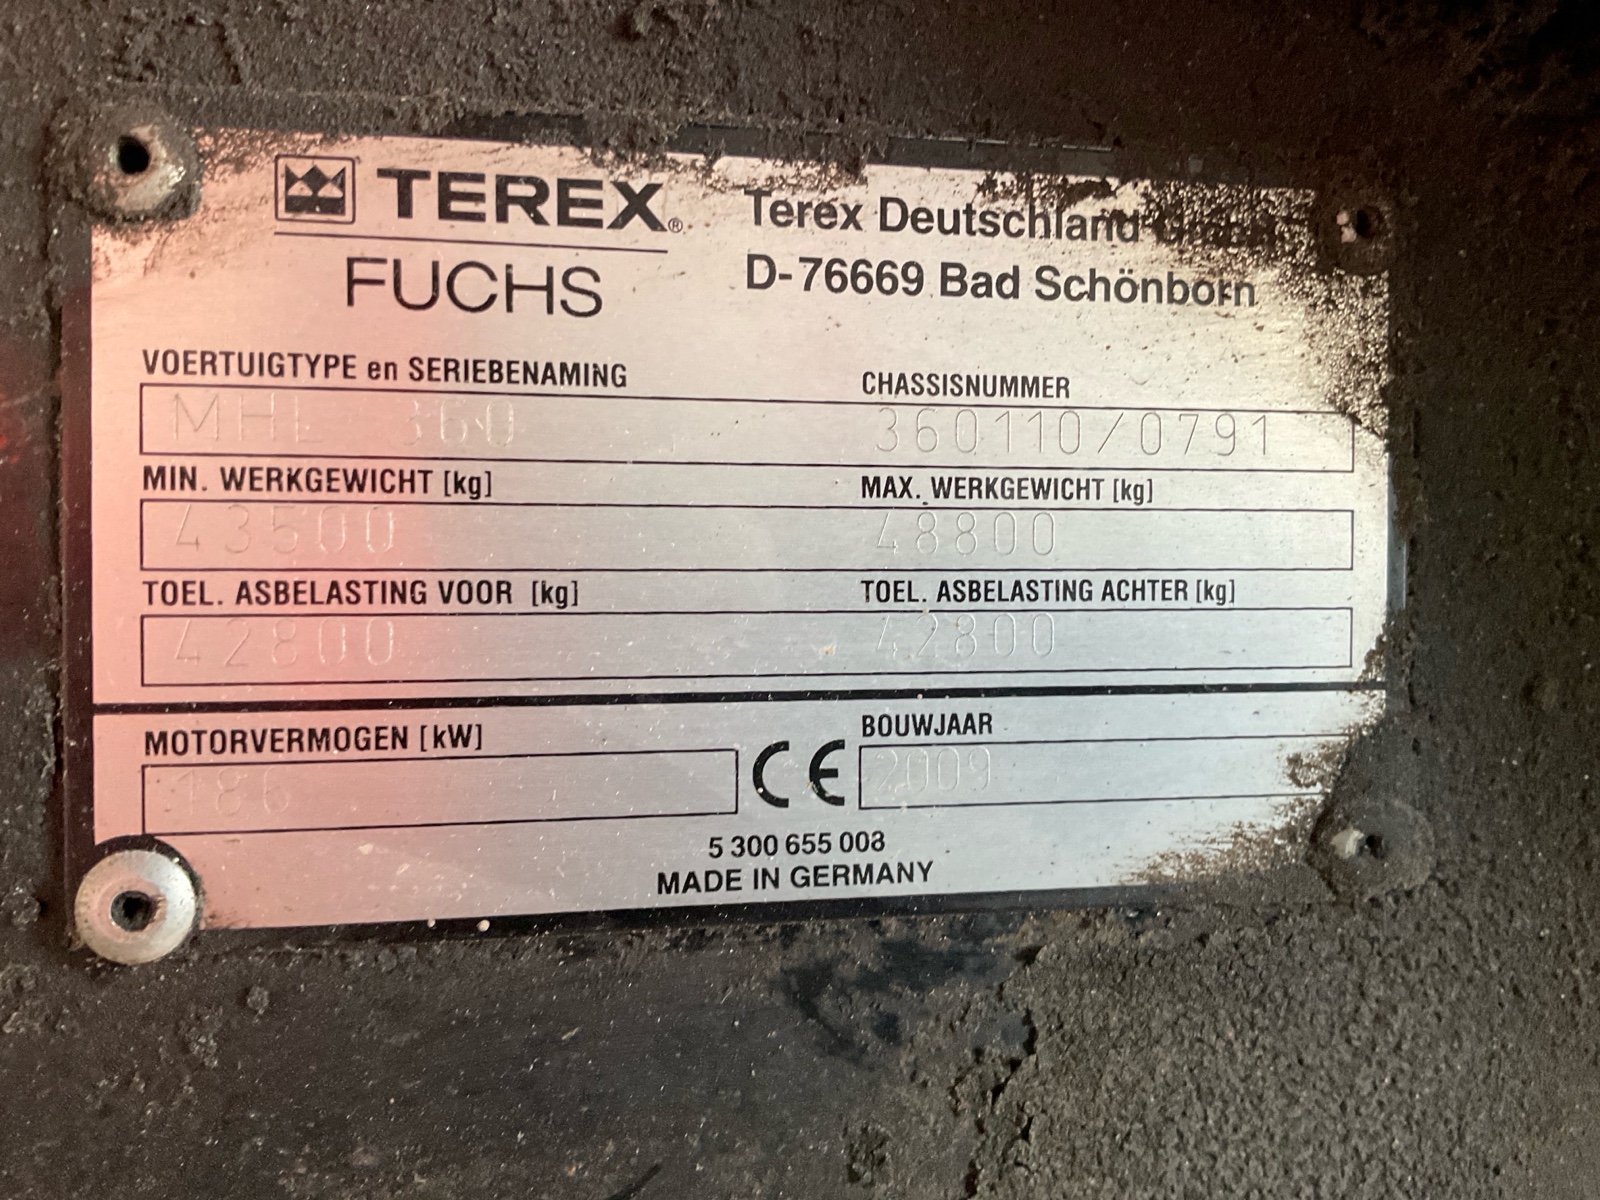 TEREX® Terex Deutschland GmbH
FUCHS D-76669 Bad Schönborn
VOERTUIGTYPE en SERIEBENAMING CHASSISNUMMER
MHL 360 360110/0791
MIN. WERKGEWICHT [kg] MAX. WERKGEWICHT [kg]
43500 48800
TOEL. ASBELASTING VOOR [kg] TOEL. ASBELASTING ACHTER [kg]
42800 42800
MOTORVERMOGEN [kW] CE BOUWJAAR
186 2009
5 300 655 008
MADE IN GERMANY